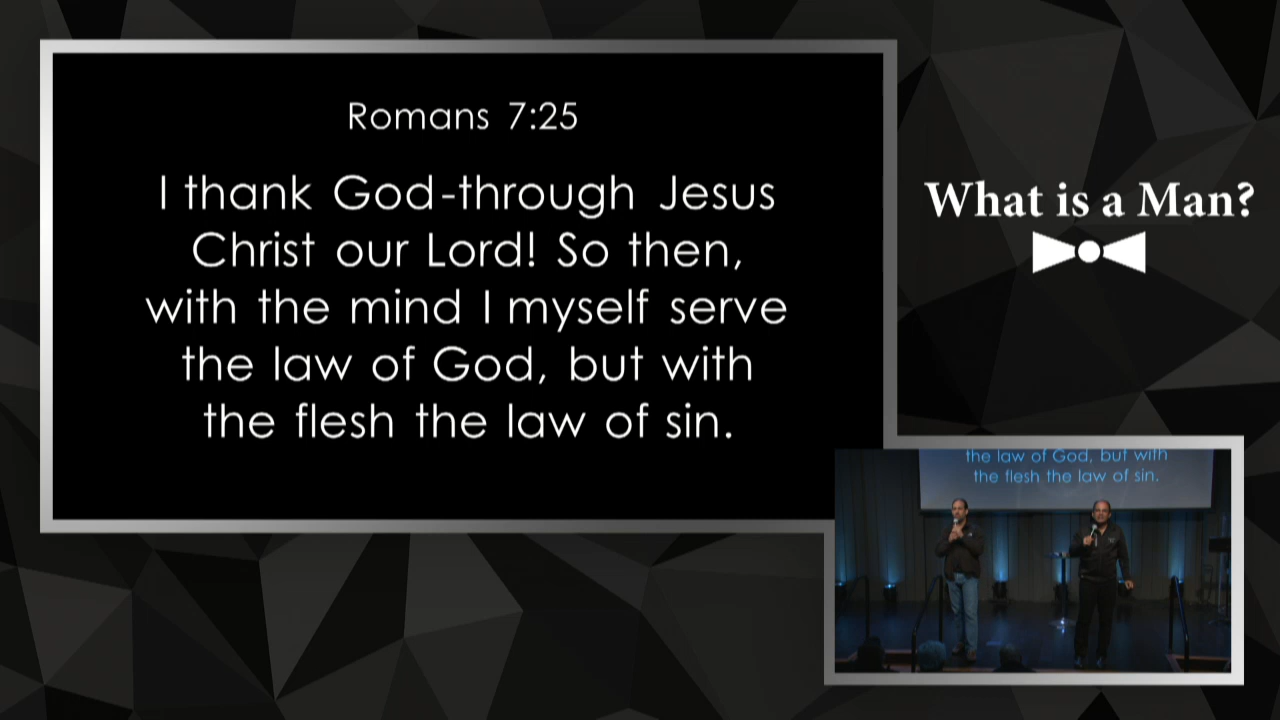 Romans 7:25
I thank God-through Jesus
Christ our Lord! So then,
with the mind I myself serve
the law of God, but with
the flesh the law of sin.
What is a Man?
the law of God, but with
the flesh the law of sin.